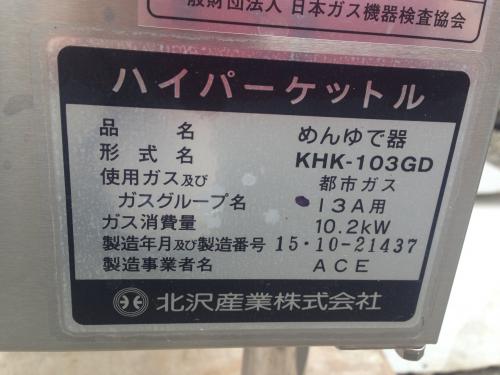 般財団法人 日本ガス機器検査協会
ハイパーケットル
品名 めんゆで器
形式名 KHK-103GD
使用ガス及び 都市ガス
ガスグループ名 13A用
ガス消費量 10.2kW
製造年月及び製造番号 15・10-21437
製造事業者名 ACE
北沢産業株式会社